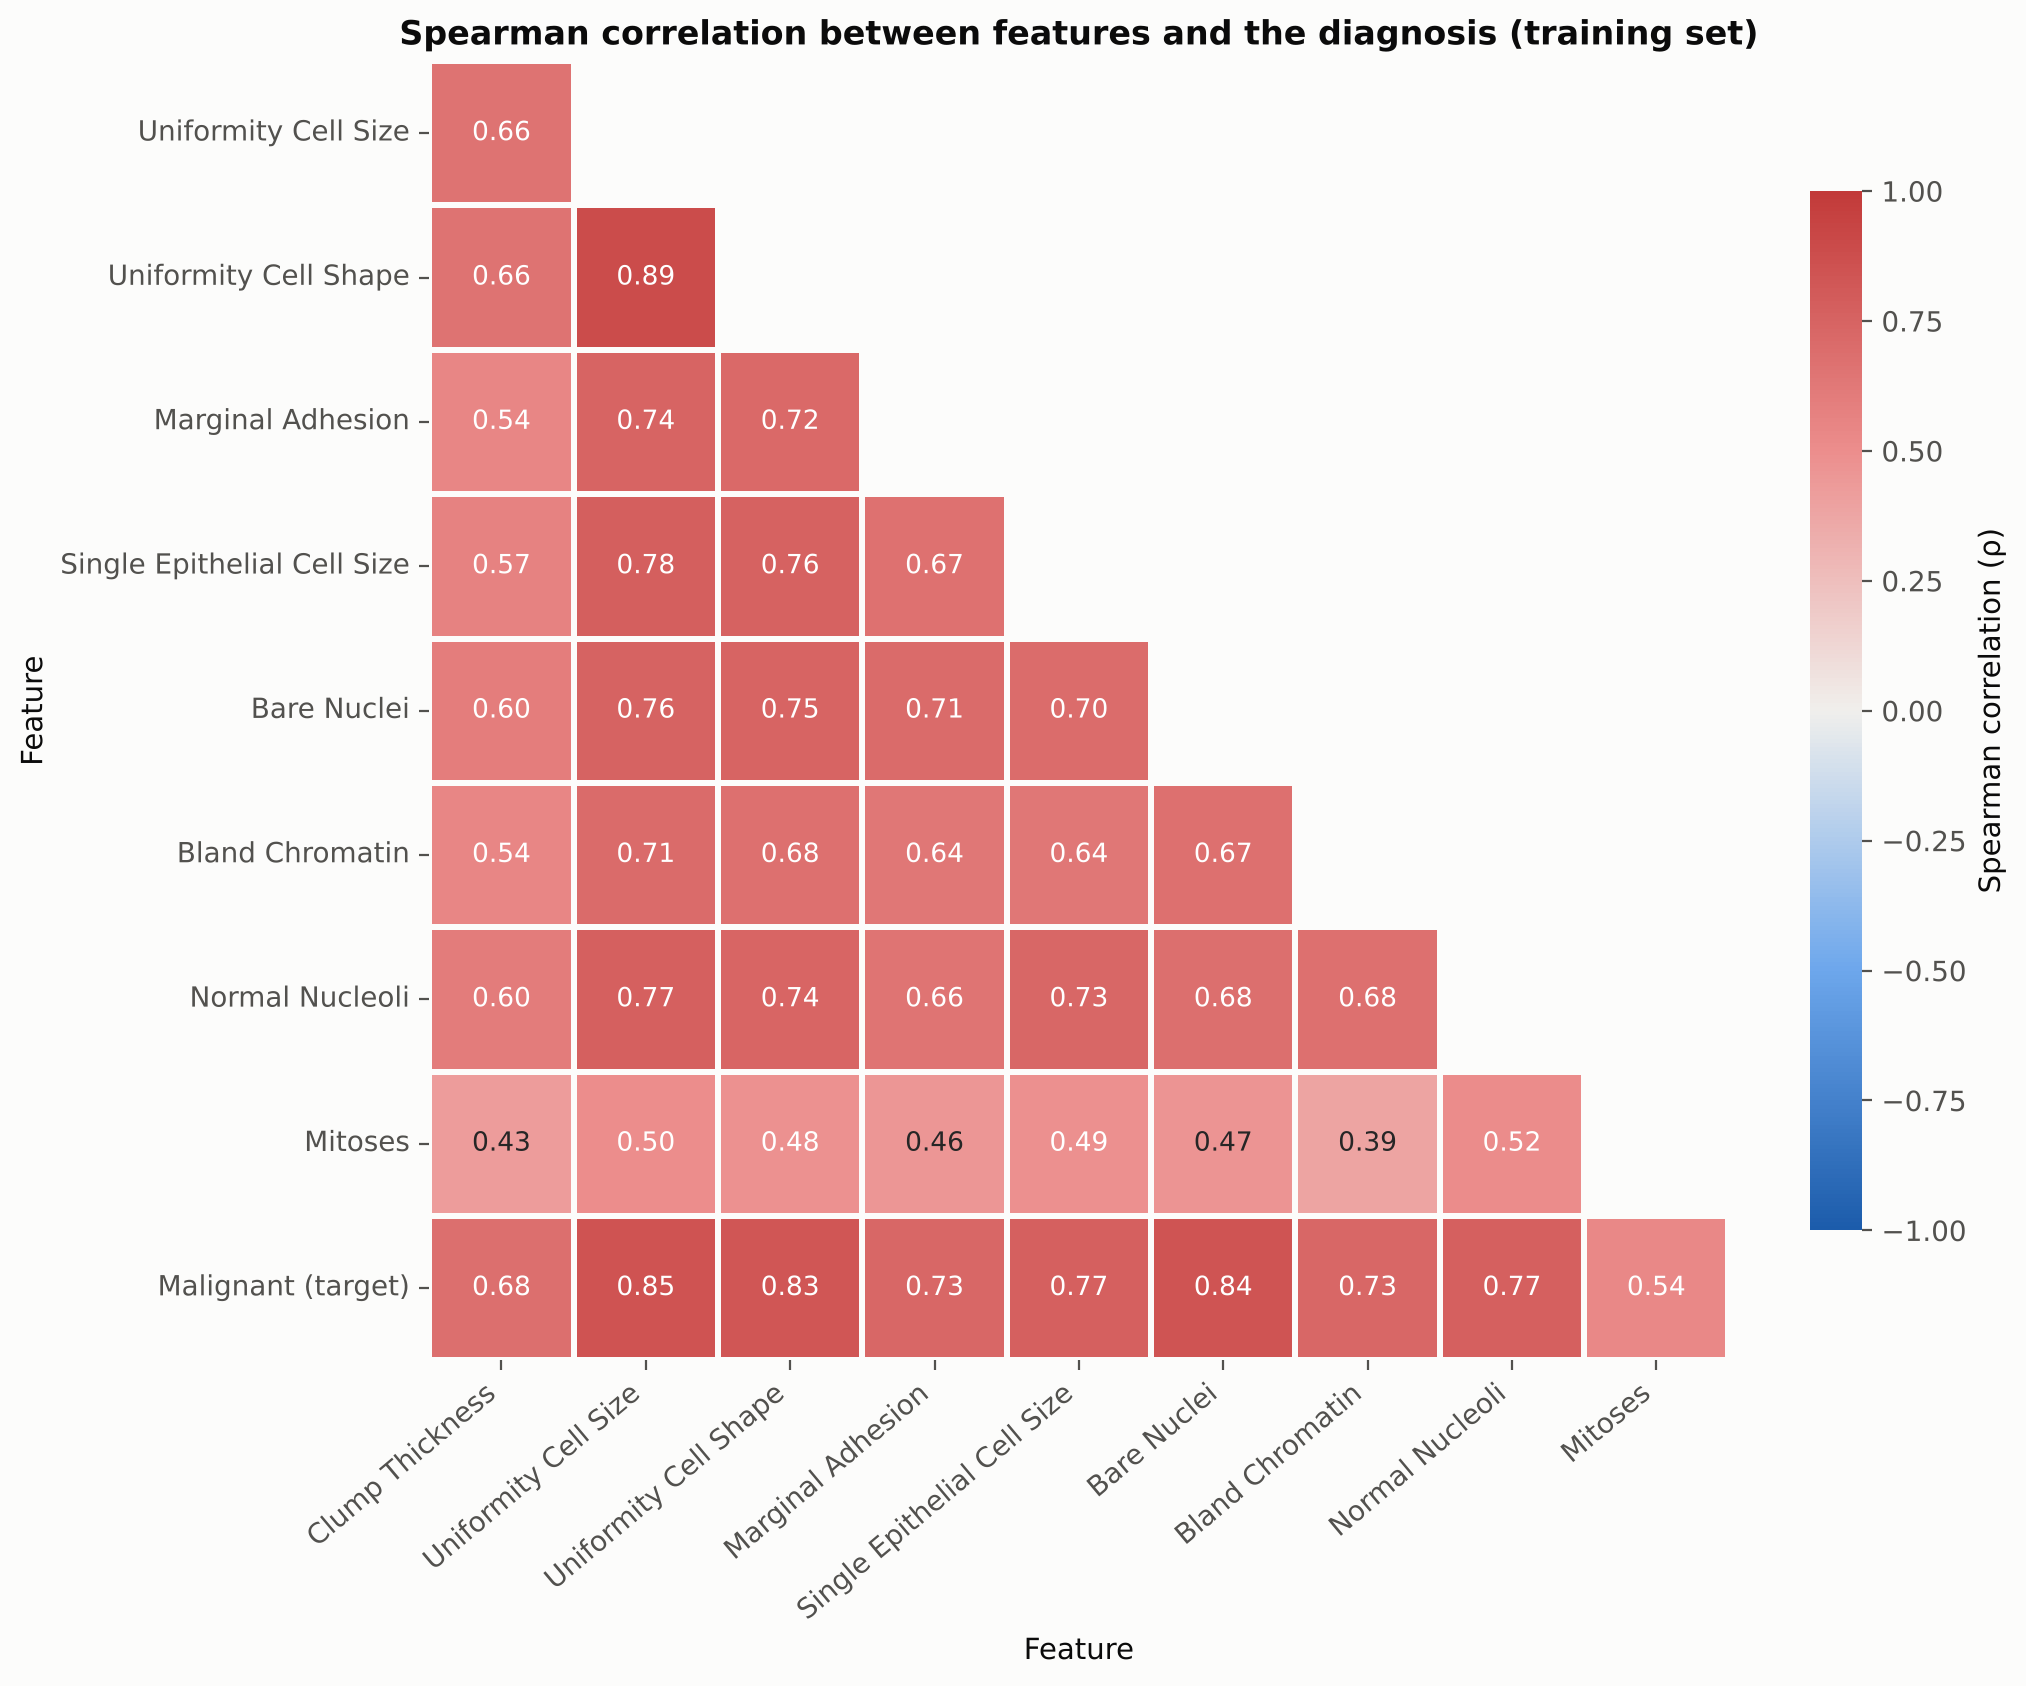 Spearman correlation between features and the diagnosis (training set)
Uniformity Cell Size 0.66
Uniformity Cell Shape 0.66 0.89
Marginal Adhesion 0.54 0.74 0.72
Single Epithelial Cell Size 0.57 0.78 0.76 0.67
Bare Nuclei 0.60 0.76 0.75 0.71 0.70
Bland Chromatin 0.54 0.71 0.68 0.64 0.64 0.67
Normal Nucleoli 0.60 0.77 0.74 0.66 0.73 0.68 0.68
Mitoses 0.43 0.50 0.48 0.46 0.49 0.47 0.39 0.52
Malignant (target) 0.68 0.85 0.83 0.73 0.77 0.84 0.73 0.77 0.54
Feature
Clump Thickness
Uniformity Cell Size
Uniformity Cell Shape
Marginal Adhesion
Single Epithelial Cell Size
Bare Nuclei
Bland Chromatin
Normal Nucleoli
Mitoses
Feature
1.00
0.75
0.50
0.25
0.00
−0.25
−0.50
−0.75
−1.00
Spearman correlation (ρ)